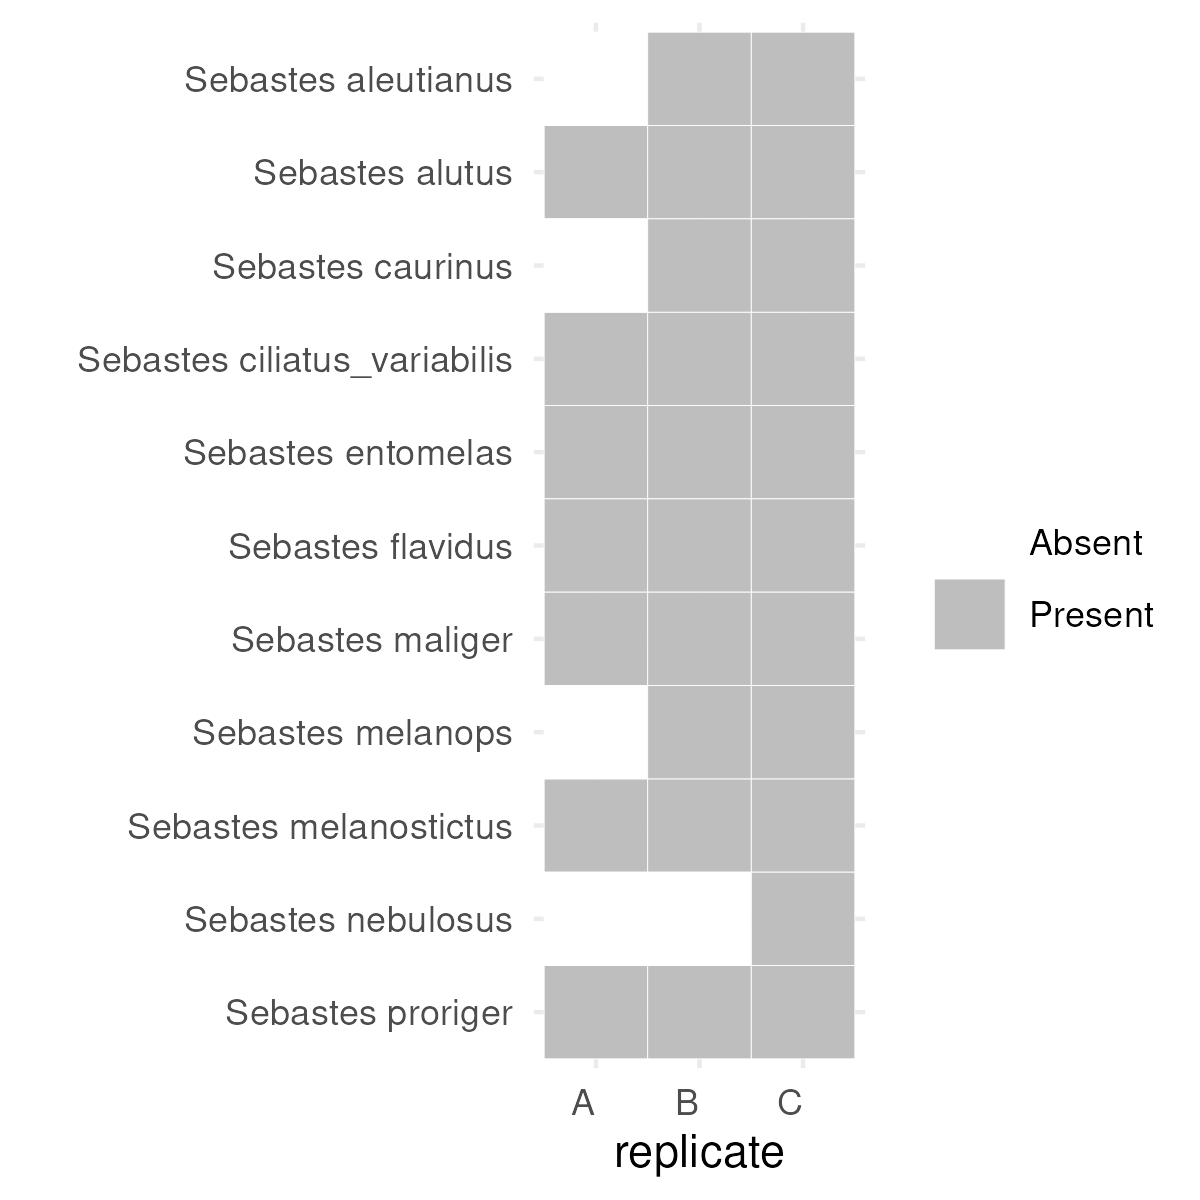 Sebastes aleutianus
Sebastes alutus
Sebastes caurinus
Sebastes ciliatus_variabilis
Sebastes entomelas
Sebastes flavidus
Sebastes maliger
Sebastes melanops
Sebastes melanostictus
Sebastes nebulosus
Sebastes proriger
A B C
replicate
Absent
Present